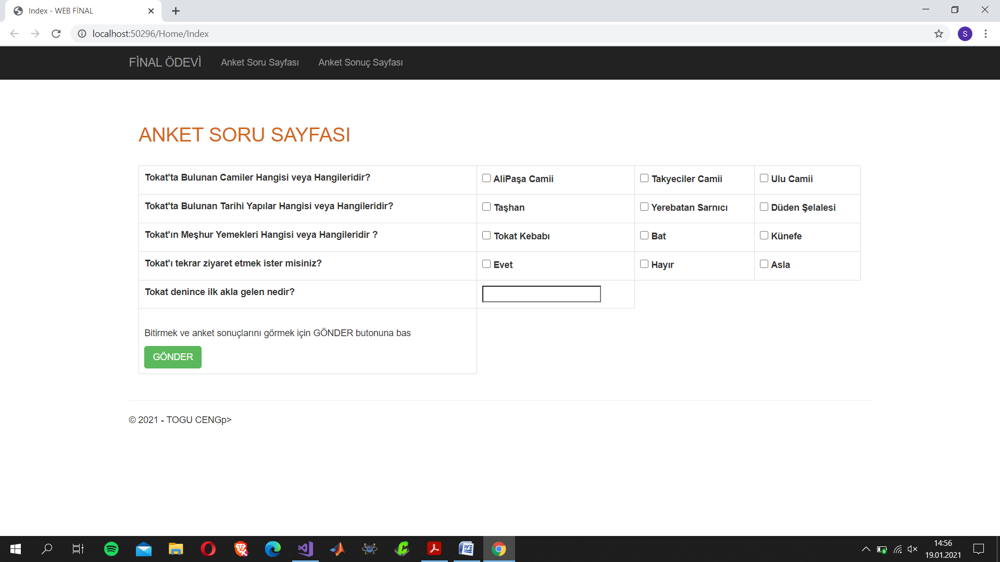 Index - WEB FİNAL
localhost:50296/Home/Index
S
FİNAL ÖDEVİ Anket Soru Sayfası Anket Sonuç Sayfası
ANKET SORU SAYFASI
Tokat'ta Bulunan Camiler Hangisi veya Hangileridir? AliPaşa Camii Takyeciler Camii Ulu Camii
Tokat'ta Bulunan Tarihi Yapılar Hangisi veya Hangileridir? Taşhan Yerebatan Sarnıcı Düden Şelalesi
Tokat'ın Meşhur Yemekleri Hangisi veya Hangileridir ? Tokat Kebabı Bat Künefe
Tokat'ı tekrar ziyaret etmek ister misiniz? Evet Hayır Asla
Tokat denince ilk akla gelen nedir?
Bitirmek ve anket sonuçlarını görmek için GÖNDER butonuna bas
GÖNDER
© 2021 - TOGU CENGp>
14:56
19.01.2021